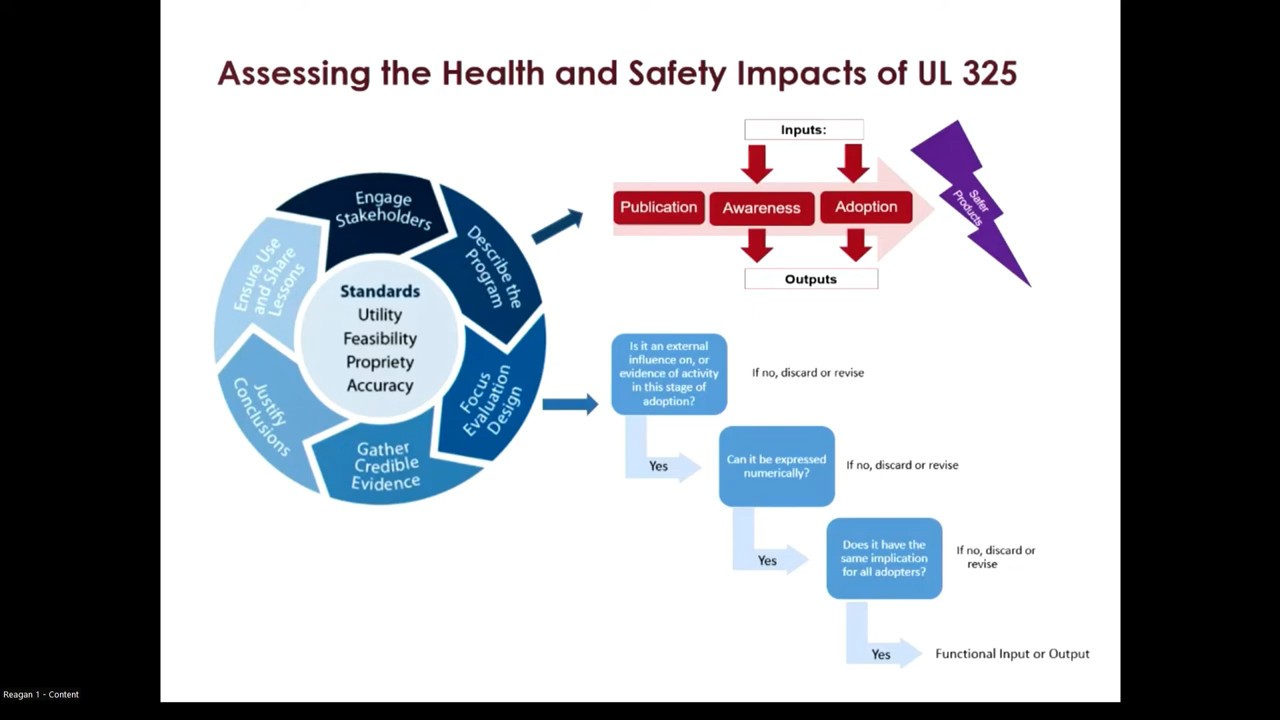 Assessing the Health and Safety Impacts of UL 325
Engage
Stakeholders
Describe the
Program
Focus
Evaluation
Design
Gather
Credible
Evidence
Justify
Conclusions
Ensure Use
and Share
Lessons
Standards
Utility
Feasibility
Propriety
Accuracy
Inputs:
Publication
Awareness
Adoption
Outputs
Safer
Products
Is it an external
influence on, or
evidence of activity
in this stage of
adoption?
If no, discard or revise
Yes
Can it be expressed
numerically?
If no, discard or revise
Yes
Does it have the
same implication
for all adopters?
If no, discard or
revise
Yes
Functional Input or Output
Reagan 1 - Content